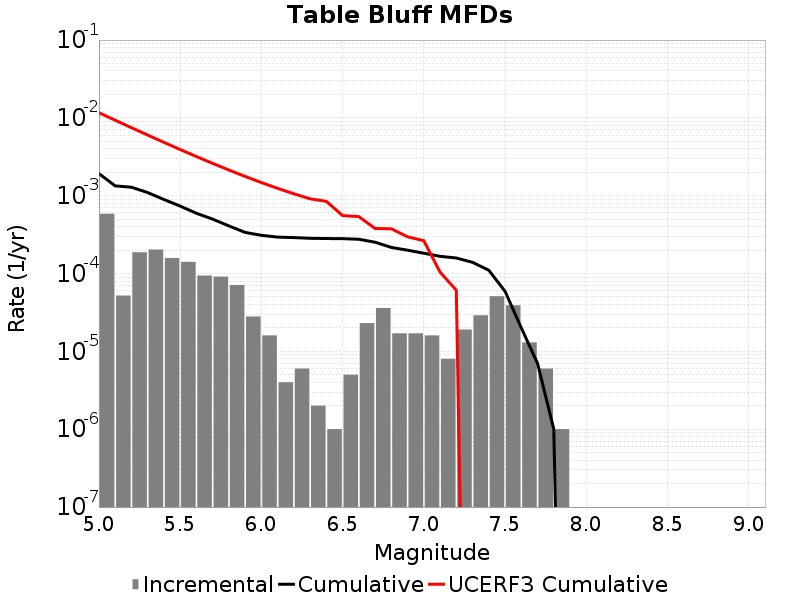 Table Bluff MFDs
10-1
10-2
10-3
10-4
10-5
10-6
10-7
Rate (1/yr)
5.0 5.5 6.0 6.5 7.0 7.5 8.0 8.5 9.0
Magnitude
Incremental Cumulative UCERF3 Cumulative